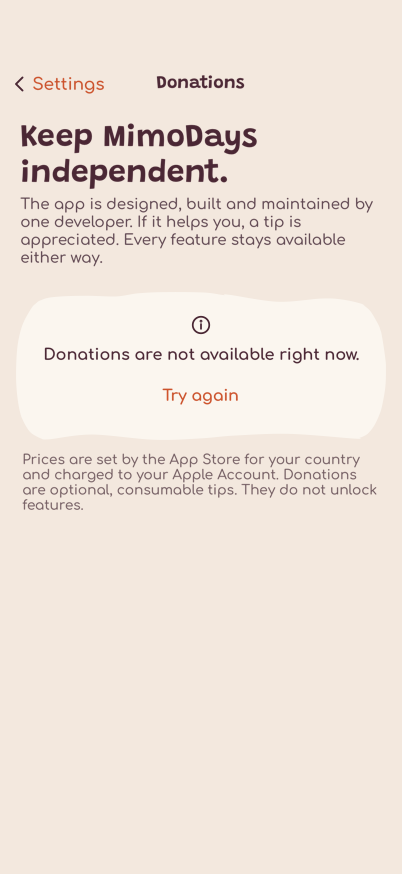 Settings
Donations
Keep MimoDays
independent.
The app is designed, built and maintained by
one developer. If it helps you, a tip is
appreciated. Every feature stays available
either way.
Donations are not available right now.
Try again
Prices are set by the App Store for your country
and charged to your Apple Account. Donations
are optional, consumable tips. They do not unlock
features.